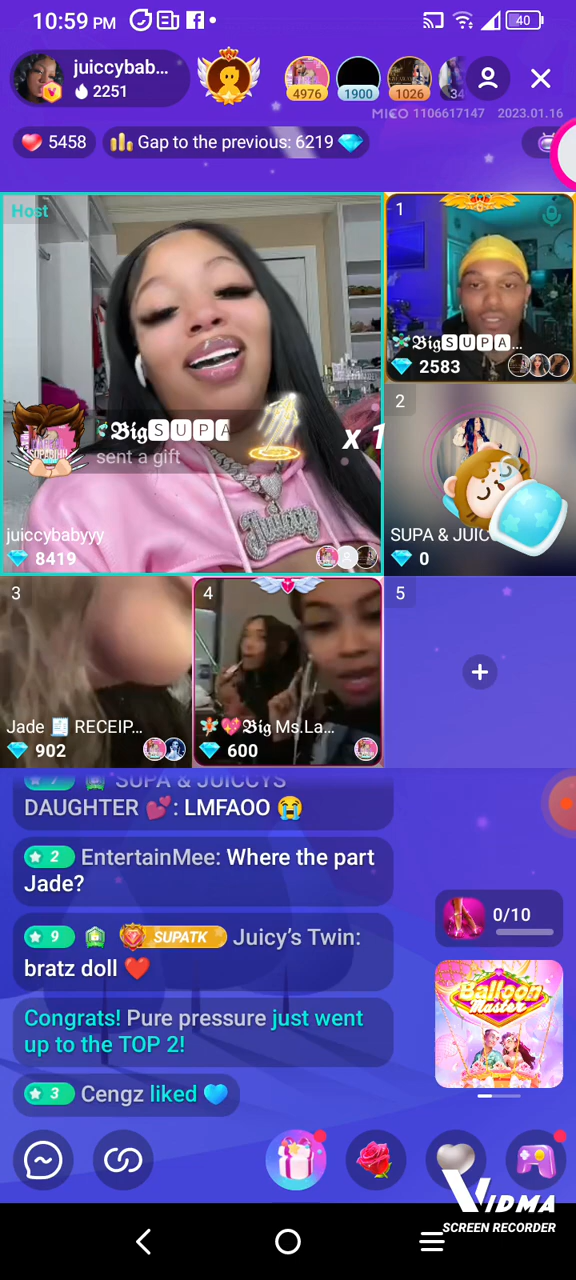 10:59 PM
40
juiccybab...
2251
4976
1900
1026
34
MICO 1106617147 2023.01.16
5458
Gap to the previous: 6219
Host
1
𝕭𝖎𝖌🆂🆄🅿🅰...
2583
2
SUPA & JUIC
0
𝕭𝖎𝖌🆂🆄🅿🅰
sent a gift
x 1
Juicy
juiccybabyyy
8419
3
Jade 🧾 RECEIP...
902
4
🧚💖𝕭𝖎𝖌 Ms.La...
600
5
+
7 SUPA & JUICCYS
DAUGHTER 💕: LMFAOO 😭
2 EntertainMee: Where the part
Jade?
9 SUPATK Juicy’s Twin:
bratz doll ❤️
Congrats! Pure pressure just went
up to the TOP 2!
3 Cengz liked 💙
0/10
Balloon
Master
VIDMA
SCREEN RECORDER